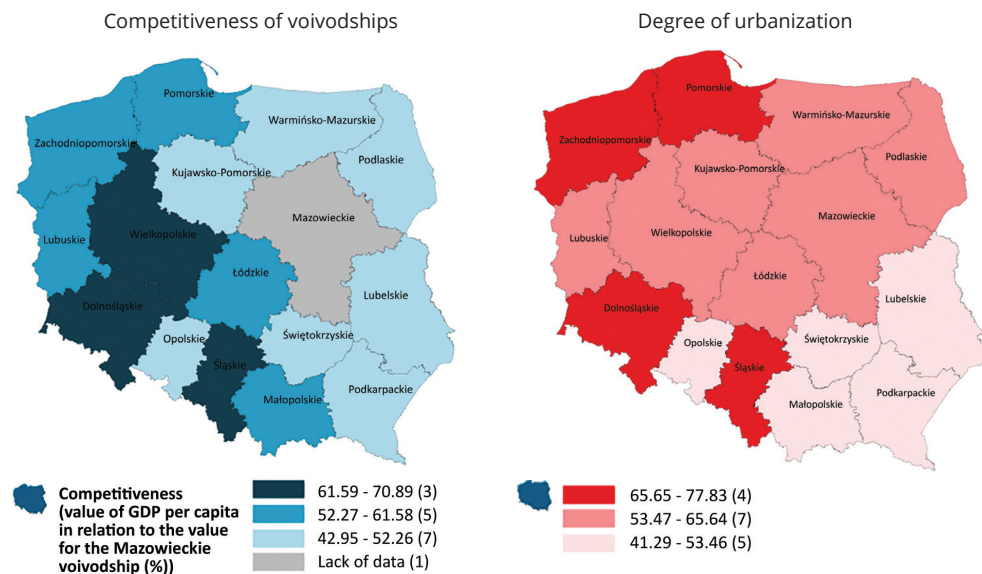 Competitiveness of voivodships
Pomorskie
Warmińsko-Mazurskie
Zachodniopomorskie
Podlaskie
Kujawsko-Pomorskie
Mazowieckie
Lubuskie
Wielkopolskie
Łódzkie
Lubelskie
Dolnośląskie
Opolskie
Świętokrzyskie
Śląskie
Podkarpackie
Małopolskie
Competitiveness
(value of GDP per capita
in relation to the value
for the Mazowieckie
voivodship (%))
61.59 - 70.89 (3)
52.27 - 61.58 (5)
42.95 - 52.26 (7)
Lack of data (1)
Degree of urbanization
Pomorskie
Warmińsko-Mazurskie
Zachodniopomorskie
Podlaskie
Kujawsko-Pomorskie
Mazowieckie
Lubuskie
Wielkopolskie
Łódzkie
Lubelskie
Dolnośląskie
Opolskie
Świętokrzyskie
Śląskie
Podkarpackie
Małopolskie
65.65 - 77.83 (4)
53.47 - 65.64 (7)
41.29 - 53.46 (5)